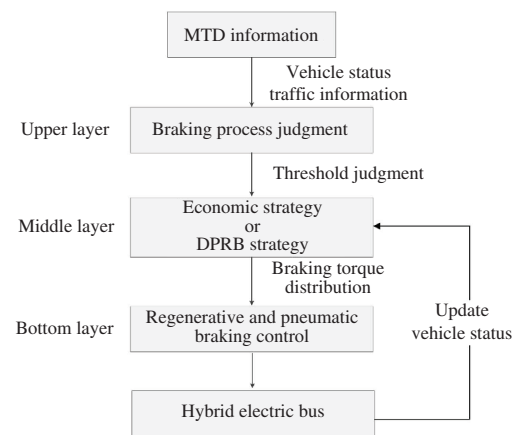 MTD information
Vehicle status
traffic information
Upper layer
Braking process judgment
Threshold judgment
Middle layer
Economic strategy
or
DPRB strategy
Braking torque
distribution
Bottom layer
Regenerative and pneumatic
braking control
Update
vehicle status
Hybrid electric bus